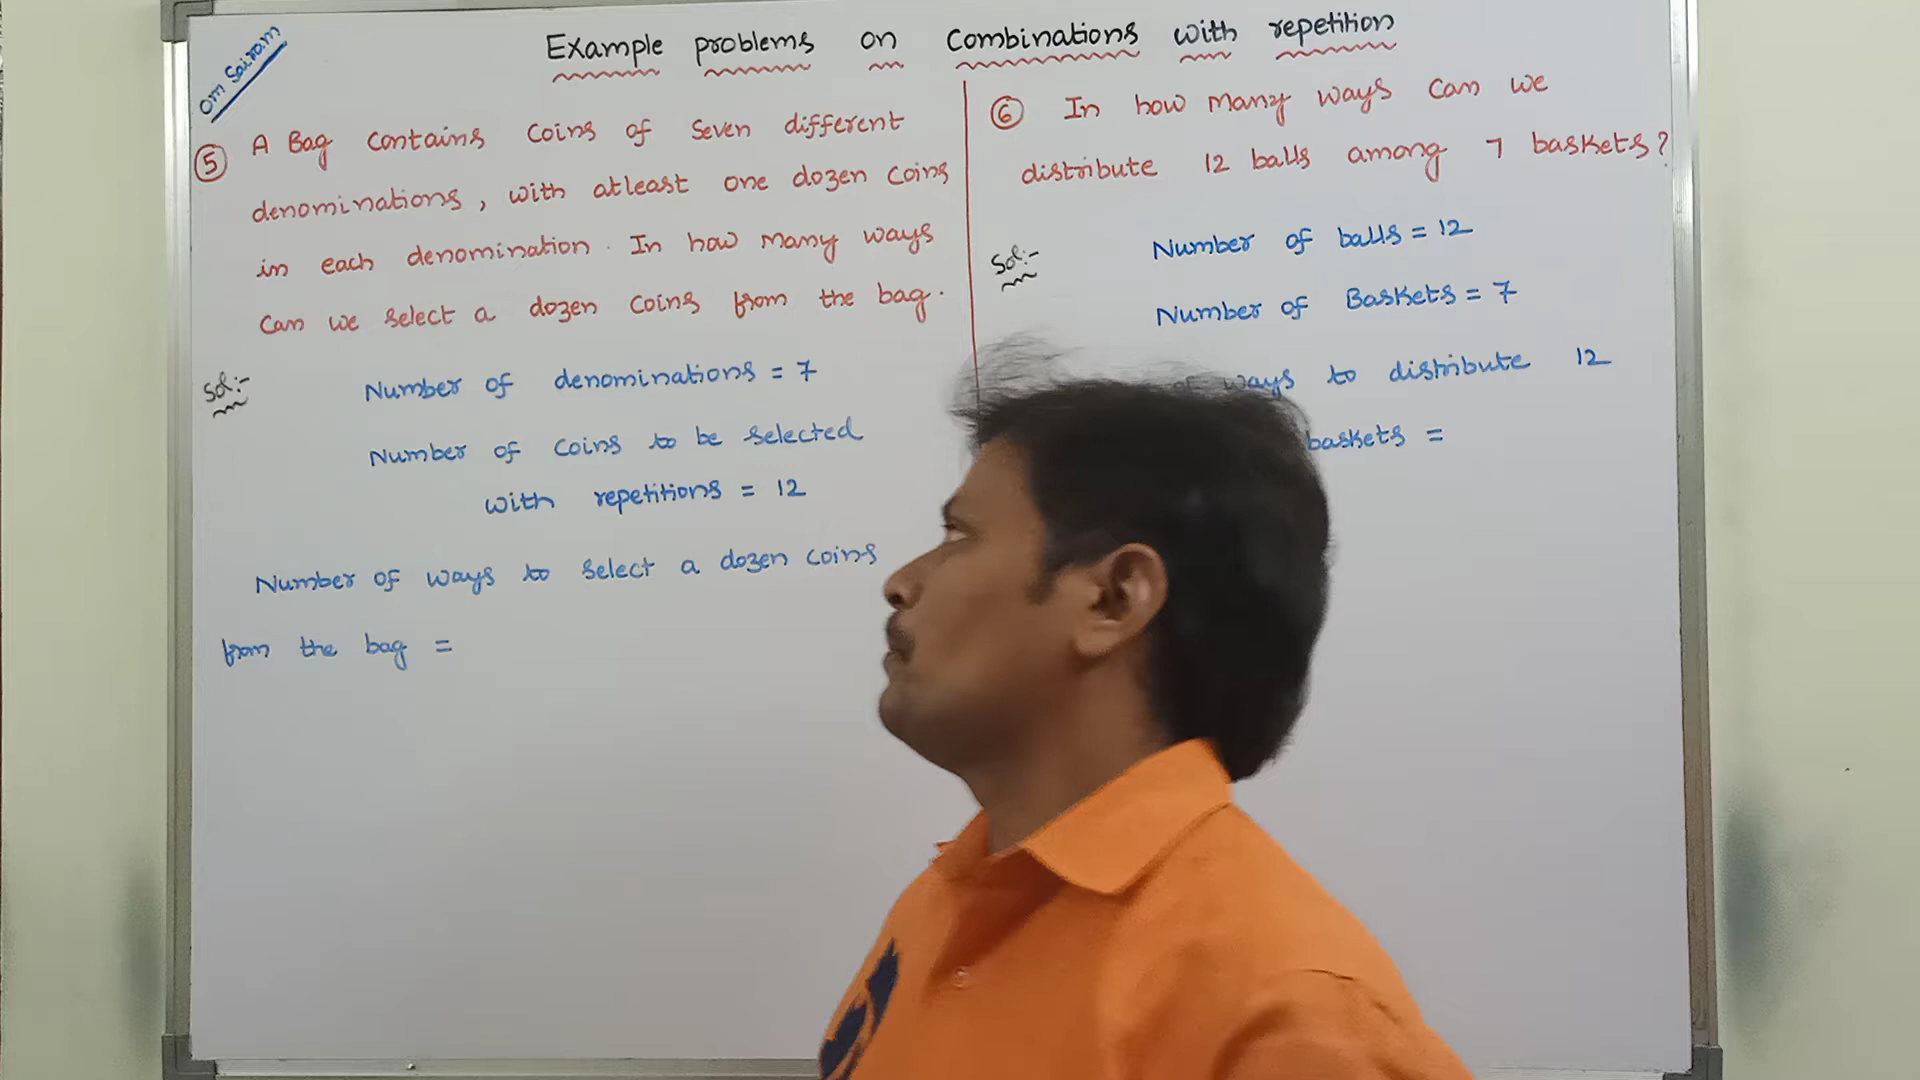 Om Sairam
Example problems on Combinations with repetition
5 A Bag contains coins of seven different
denominations, with atleast one dozen coins
in each denomination. In how many ways
can we select a dozen coins from the bag.
Sol:-
Number of denominations = 7
Number of coins to be selected
with repetitions = 12
Number of ways to select a dozen coins
from the bag =
6 In how many ways can we
distribute 12 balls among 7 baskets?
Sol:-
Number of balls = 12
Number of Baskets = 7
of ways to distribute 12
baskets =